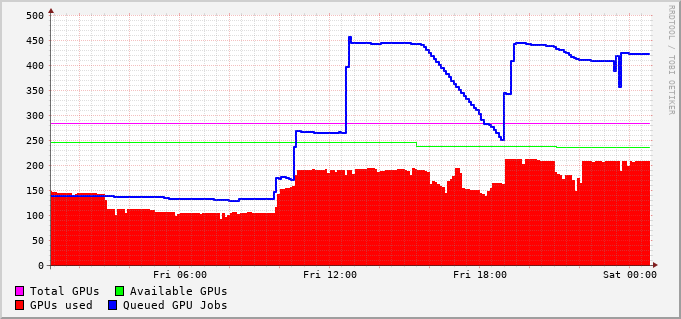 500
450
400
350
300
250
200
150
100
50
0
Fri 06:00 Fri 12:00 Fri 18:00 Sat 00:00
Total GPUs Available GPUs
GPUs used Queued GPU Jobs
RRDTOOL / TOBI OETIKER